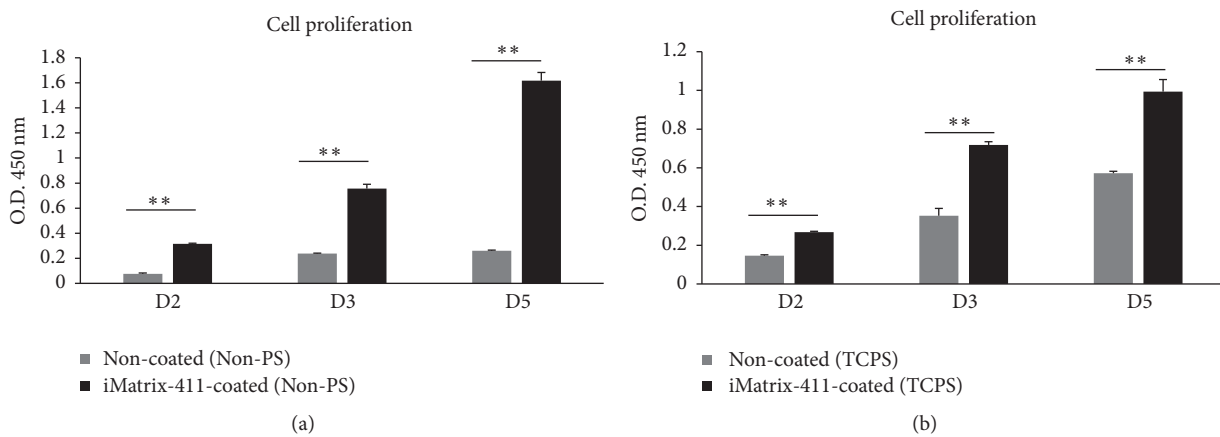 Cell proliferation
O.D. 450 nm
1.8
1.6
1.4
1.2
1
0.8
0.6
0.4
0.2
0
**
**
**
D2
D3
D5
Non-coated (Non-PS)
iMatrix-411-coated (Non-PS)
(a)
Cell proliferation
O.D. 450 nm
1.2
1
0.8
0.6
0.4
0.2
0
**
**
**
D2
D3
D5
Non-coated (TCPS)
iMatrix-411-coated (TCPS)
(b)